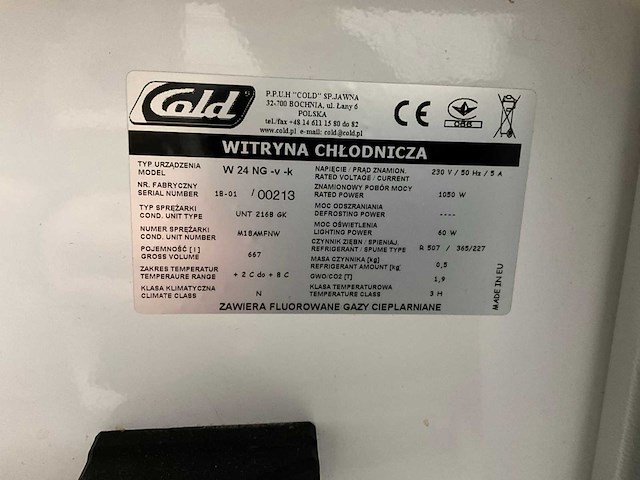 Cold
P.P.U.H "COLD" SP.JAWNA
32-700 BOCHNIA, ul. Łany 6
POLSKA
tel./fax +48 14 611 15 80 do 82
www.cold.pl e-mail: cold@cold.pl
CE
066
WITRYNA CHŁODNICZA
TYP URZĄDZENIA
MODEL
W 24 NG -v -k
NR. FABRYCZNY
SERIAL NUMBER
18-01 / 00213
TYP SPRĘŻARKI
COND. UNIT TYPE
UNT 216B GK
NUMER SPRĘŻARKI
COND. UNIT NUMBER
M18AMFNW
POJEMNOŚĆ [l]
GROSS VOLUME
667
ZAKRES TEMPERATUR
TEMPERAURE RANGE
+ 2 C do + 8 C
KLASA KLIMATYCZNA
CLIMATE CLASS
N
NAPIĘCIE / PRĄD ZNAMION.
RATED VOLTAGE / CURRENT
230 V / 50 Hz / 5 A
ZNAMIONOWY POBÓR MOCY
RATED POWER
1050 W
MOC ODSZRANIANIA
DEFROSTING POWER
----
MOC OŚWIETLENIA
LIGHTING POWER
60 W
CZYNNIK ZIĘBN / SPIENIAJ.
REFRIGERANT / SPUME TYPE
R 507 / 365/227
MASA CZYNNIKA [kg]
REFRIGERANT AMOUNT [kg]
0,5
GWO/CO2 [T]
1,9
KLASA TEMPERATUROWA
TEMPERATURE CLASS
3 H
MADE IN EU
ZAWIERA FLUOROWANE GAZY CIEPLARNIANE